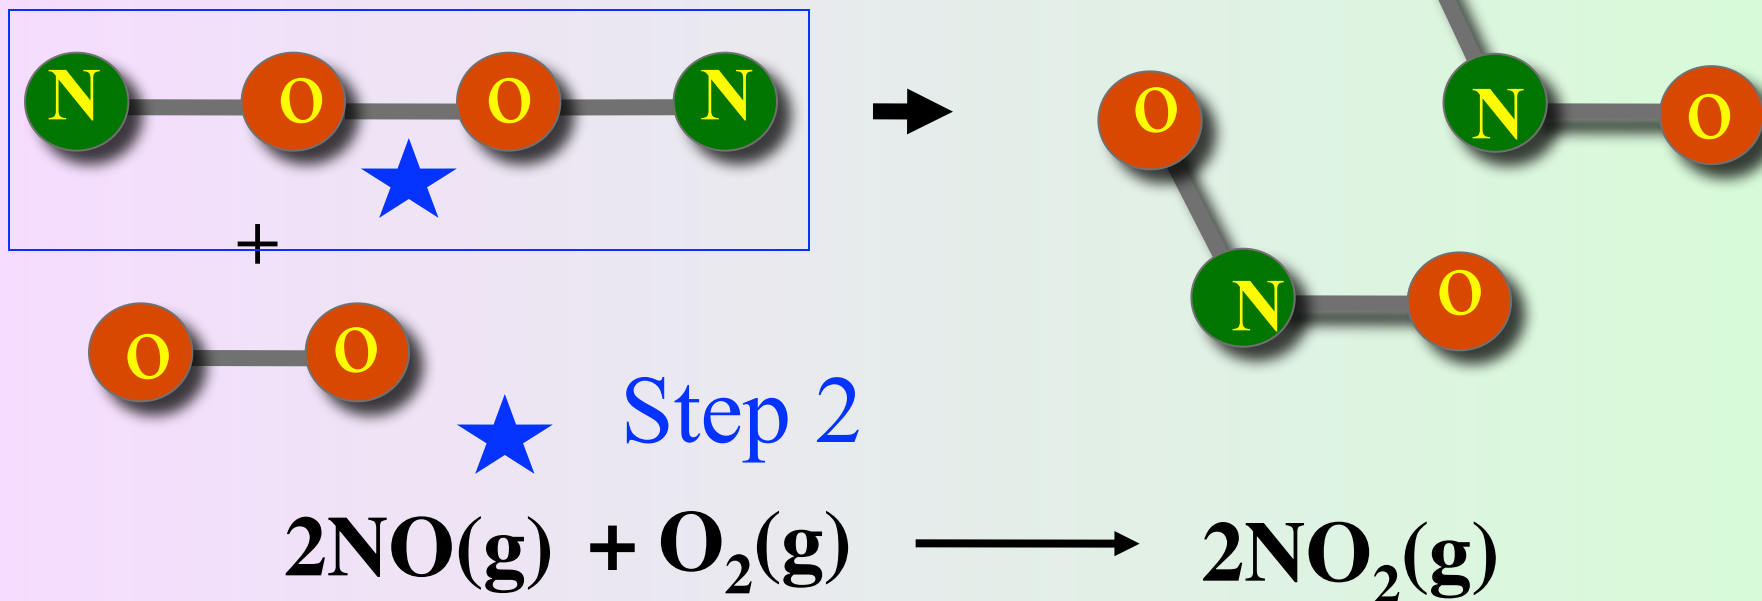 N O O N
O
N O
+
N O
O O
Step 2
2NO(g) + O₂(g) 2NO₂(g)